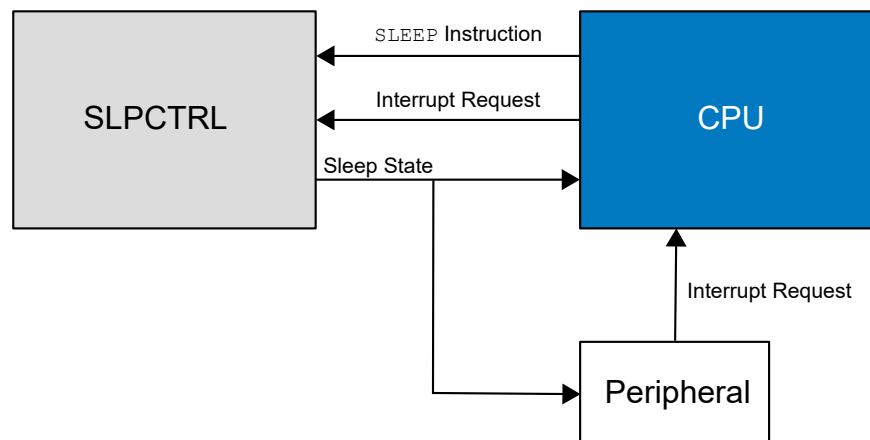 SLEEP Instruction
SLPCTRL
Interrupt Request
CPU
Sleep State
Interrupt Request
Peripheral